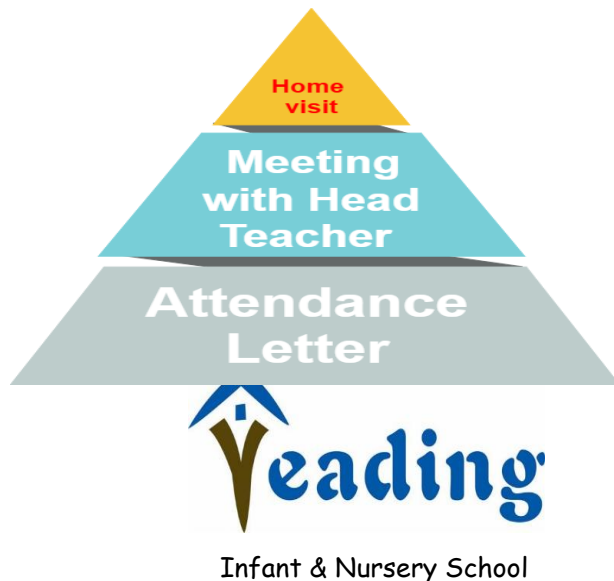 Home
visit
Meeting
with Head
Teacher
Attendance
Letter
Yeading
Infant & Nursery School